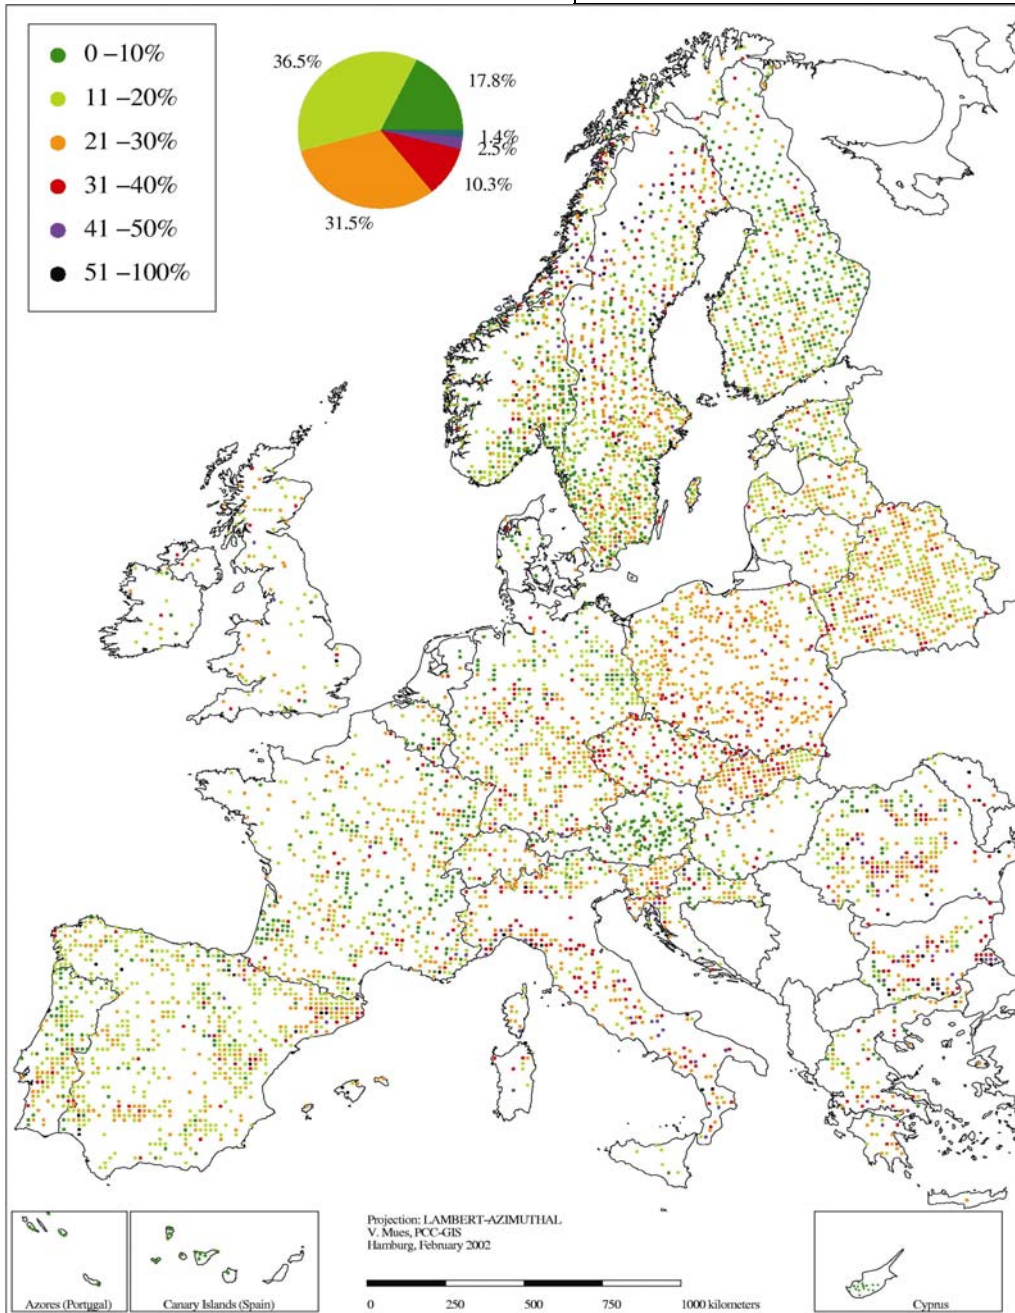 0 –10%
11 –20%
21 –30%
31 –40%
41 –50%
51 –100%
36.5%
17.8%
1.4%
2.5%
10.3%
31.5%
Projection: LAMBERT-AZIMUTHAL
V. Mues, PCC-GIS
Hamburg, February 2002
0 250 500 750 1000 kilometers
Azores (Portugal)
Canary Islands (Spain)
Cyprus